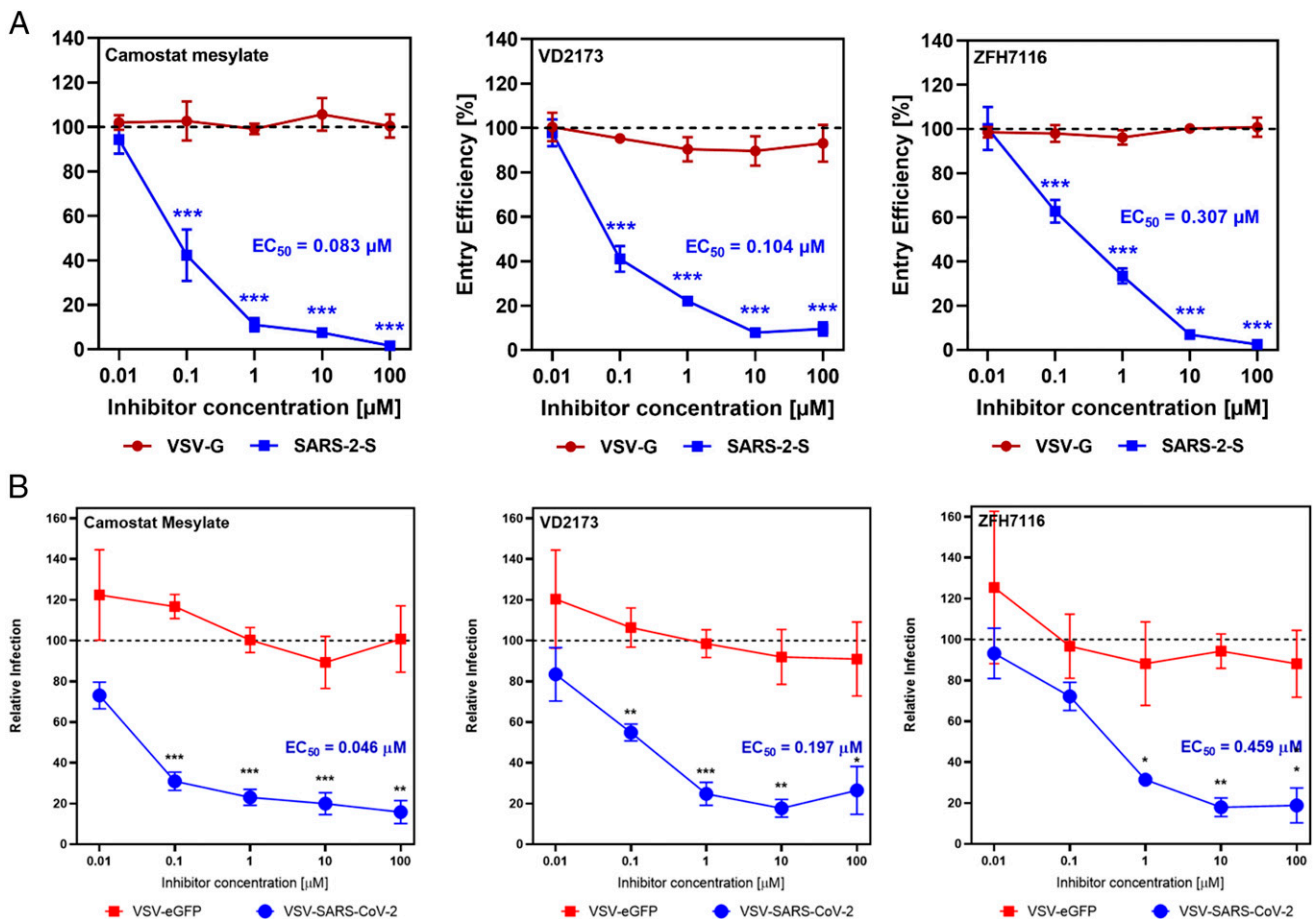 A
Camostat mesylate
140
120
100
80
60
40
20
0
***
***
***
***
EC50 = 0.083 µM
0.01 0.1 1 10 100
Inhibitor concentration [µM]
VSV-G SARS-2-S
VD2173
Entry Efficiency [%]
140
120
100
80
60
40
20
0
***
***
***
***
EC50 = 0.104 µM
0.01 0.1 1 10 100
Inhibitor concentration [µM]
VSV-G SARS-2-S
ZFH7116
Entry Efficiency [%]
140
120
100
80
60
40
20
0
***
***
***
***
EC50 = 0.307 µM
0.01 0.1 1 10 100
Inhibitor concentration [µM]
VSV-G SARS-2-S
B
Camostat Mesylate
Relative Infection
160
140
120
100
80
60
40
20
0
***
***
***
**
EC50 = 0.046 µM
0.01 0.1 1 10 100
Inhibitor concentration [µM]
VSV-eGFP VSV-SARS-CoV-2
VD2173
Relative Infection
160
140
120
100
80
60
40
20
0
**
***
**
*
EC50 = 0.197 µM
0.01 0.1 1 10 100
Inhibitor concentration [µM]
VSV-eGFP VSV-SARS-CoV-2
ZFH7116
Relative Infection
160
140
120
100
80
60
40
20
0
*
**
*
*
EC50 = 0.459 µM
0.01 0.1 1 10 100
Inhibitor concentration [µM]
VSV-eGFP VSV-SARS-CoV-2